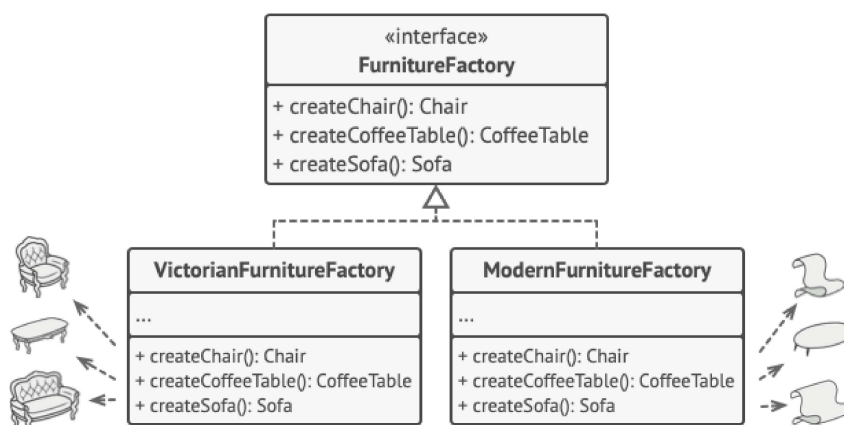 «interface»
FurnitureFactory
+ createChair(): Chair
+ createCoffeeTable(): CoffeeTable
+ createSofa(): Sofa
VictorianFurnitureFactory
...
+ createChair(): Chair
+ createCoffeeTable(): CoffeeTable
+ createSofa(): Sofa
ModernFurnitureFactory
...
+ createChair(): Chair
+ createCoffeeTable(): CoffeeTable
+ createSofa(): Sofa